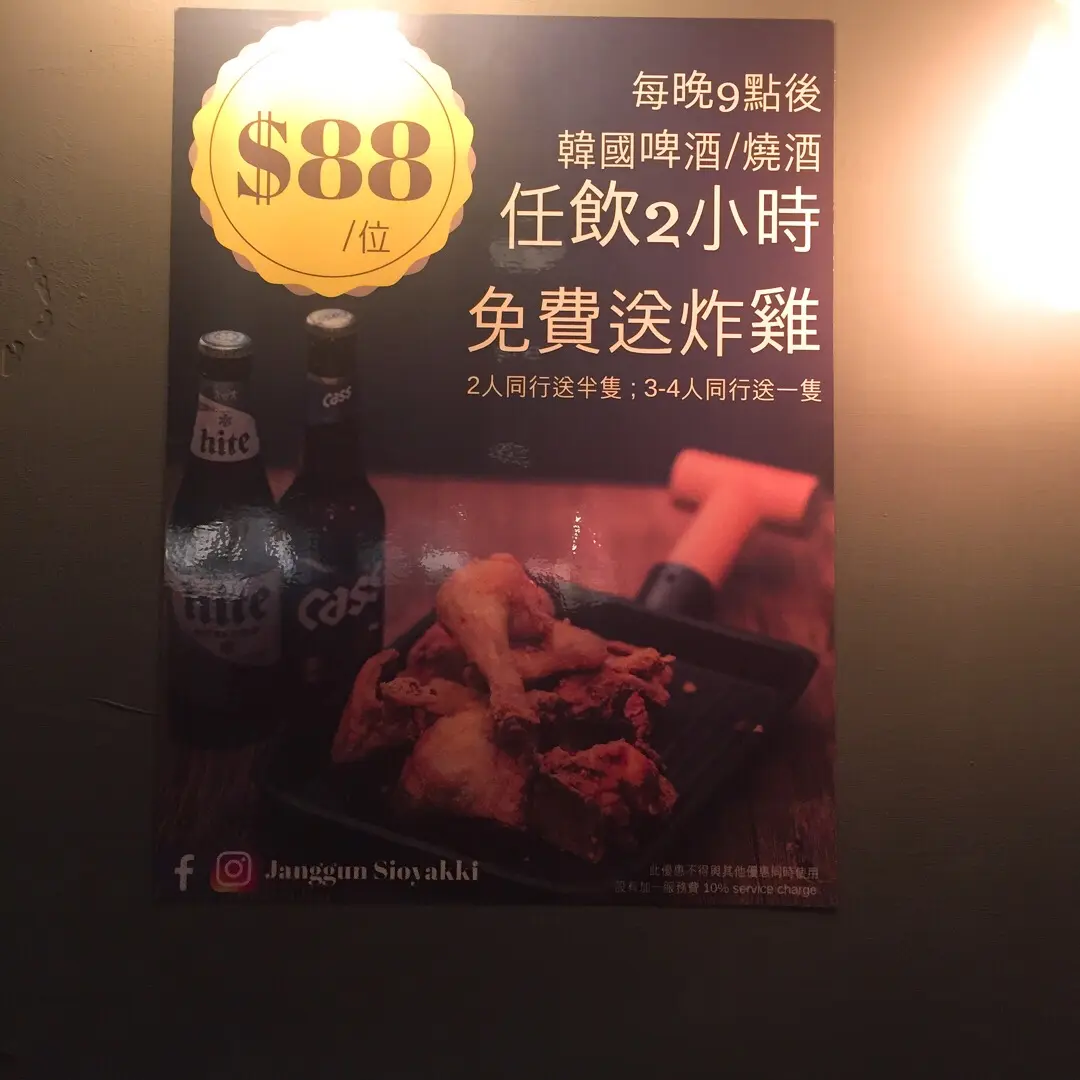 $88
/位
每晚9點後
韓國啤酒/燒酒
任飲2小時
免費送炸雞
2人同行送半隻 ; 3-4人同行送一隻
hite
Cass
hite
Cass
Janggun Sioyakki
此優惠不得與其他優惠同時使用
設有加一服務費 10% service charge